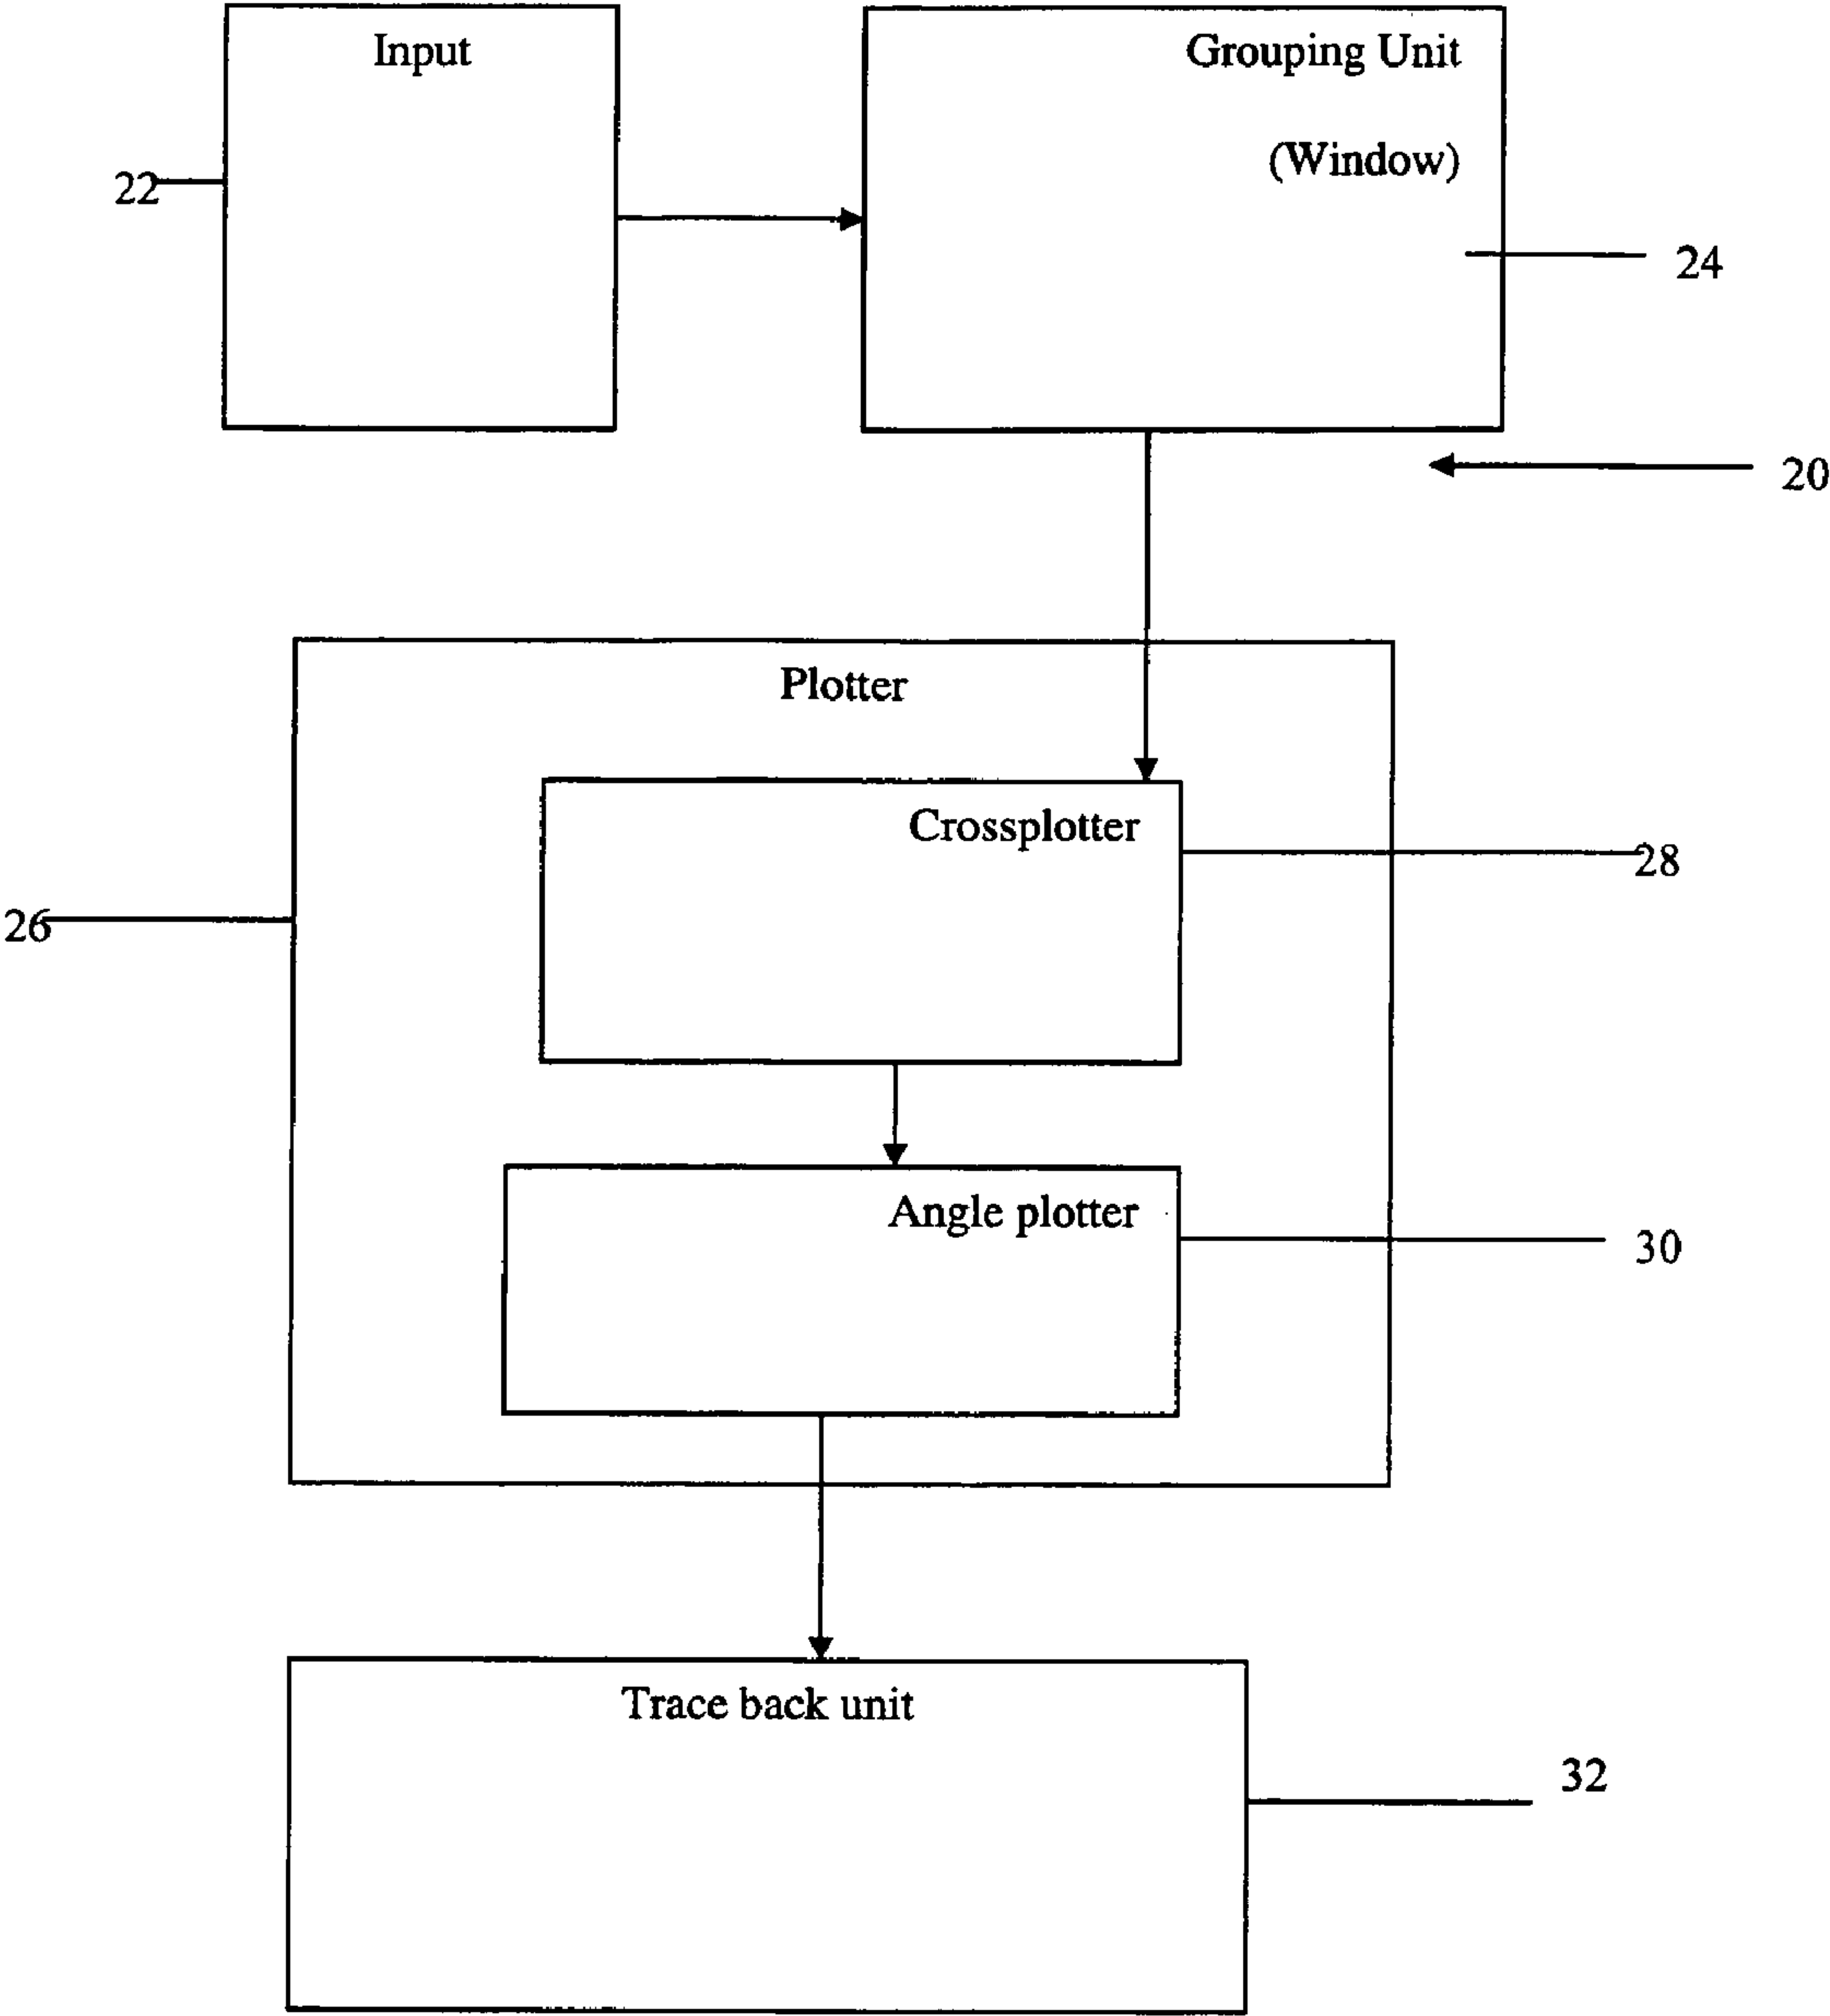 Input
Grouping Unit
(Window)
22
24
20
Plotter
Crossplotter
28
26
Angle plotter
30
Trace back unit
32